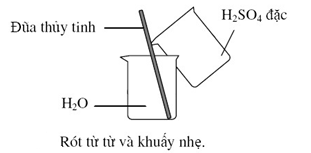 H₂SO₄ đặc
Đũa thủy tinh
H₂O
Rót từ từ và khuấy nhẹ.